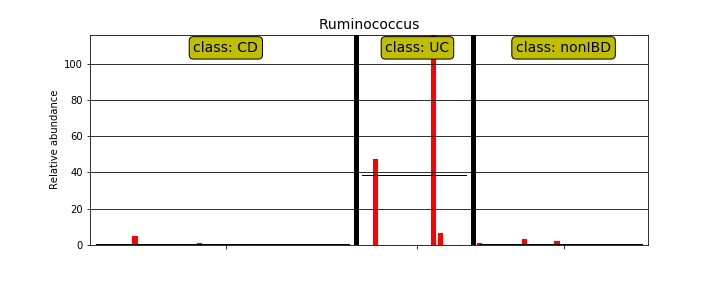 Ruminococcus
class: CD
class: UC
class: nonIBD
Relative abundance
100
80
60
40
20
0